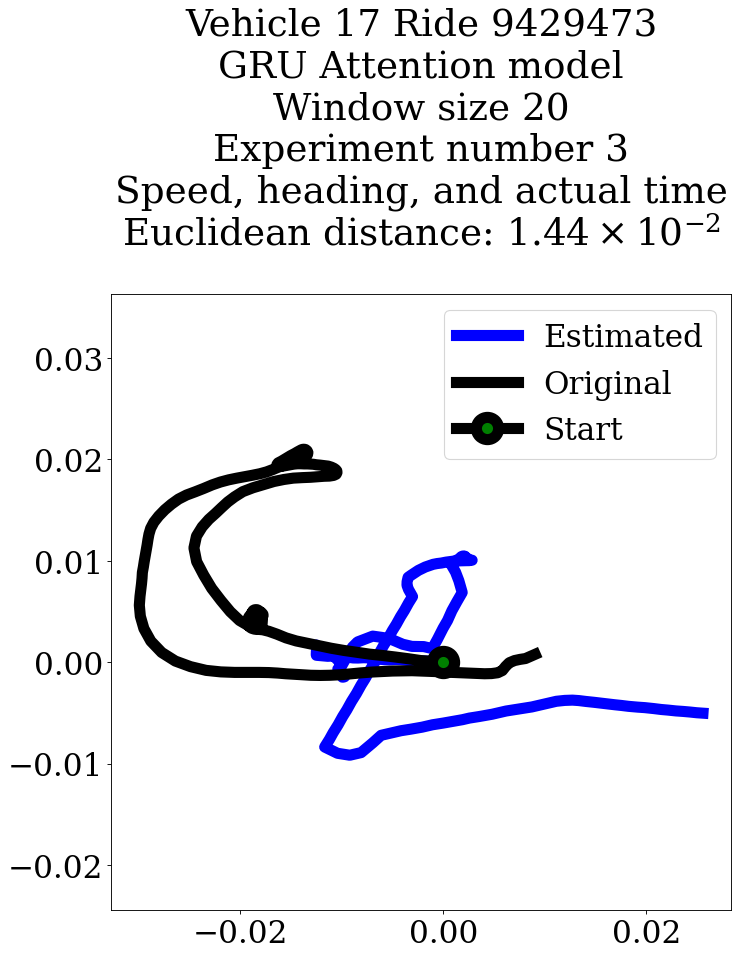 Vehicle 17 Ride 9429473
GRU Attention model
Window size 20
Experiment number 3
Speed, heading, and actual time
Euclidean distance: 1.44 × 10⁻²
Estimated
Original
Start
0.03
0.02
0.01
0.00
−0.01
−0.02
−0.02 0.00 0.02